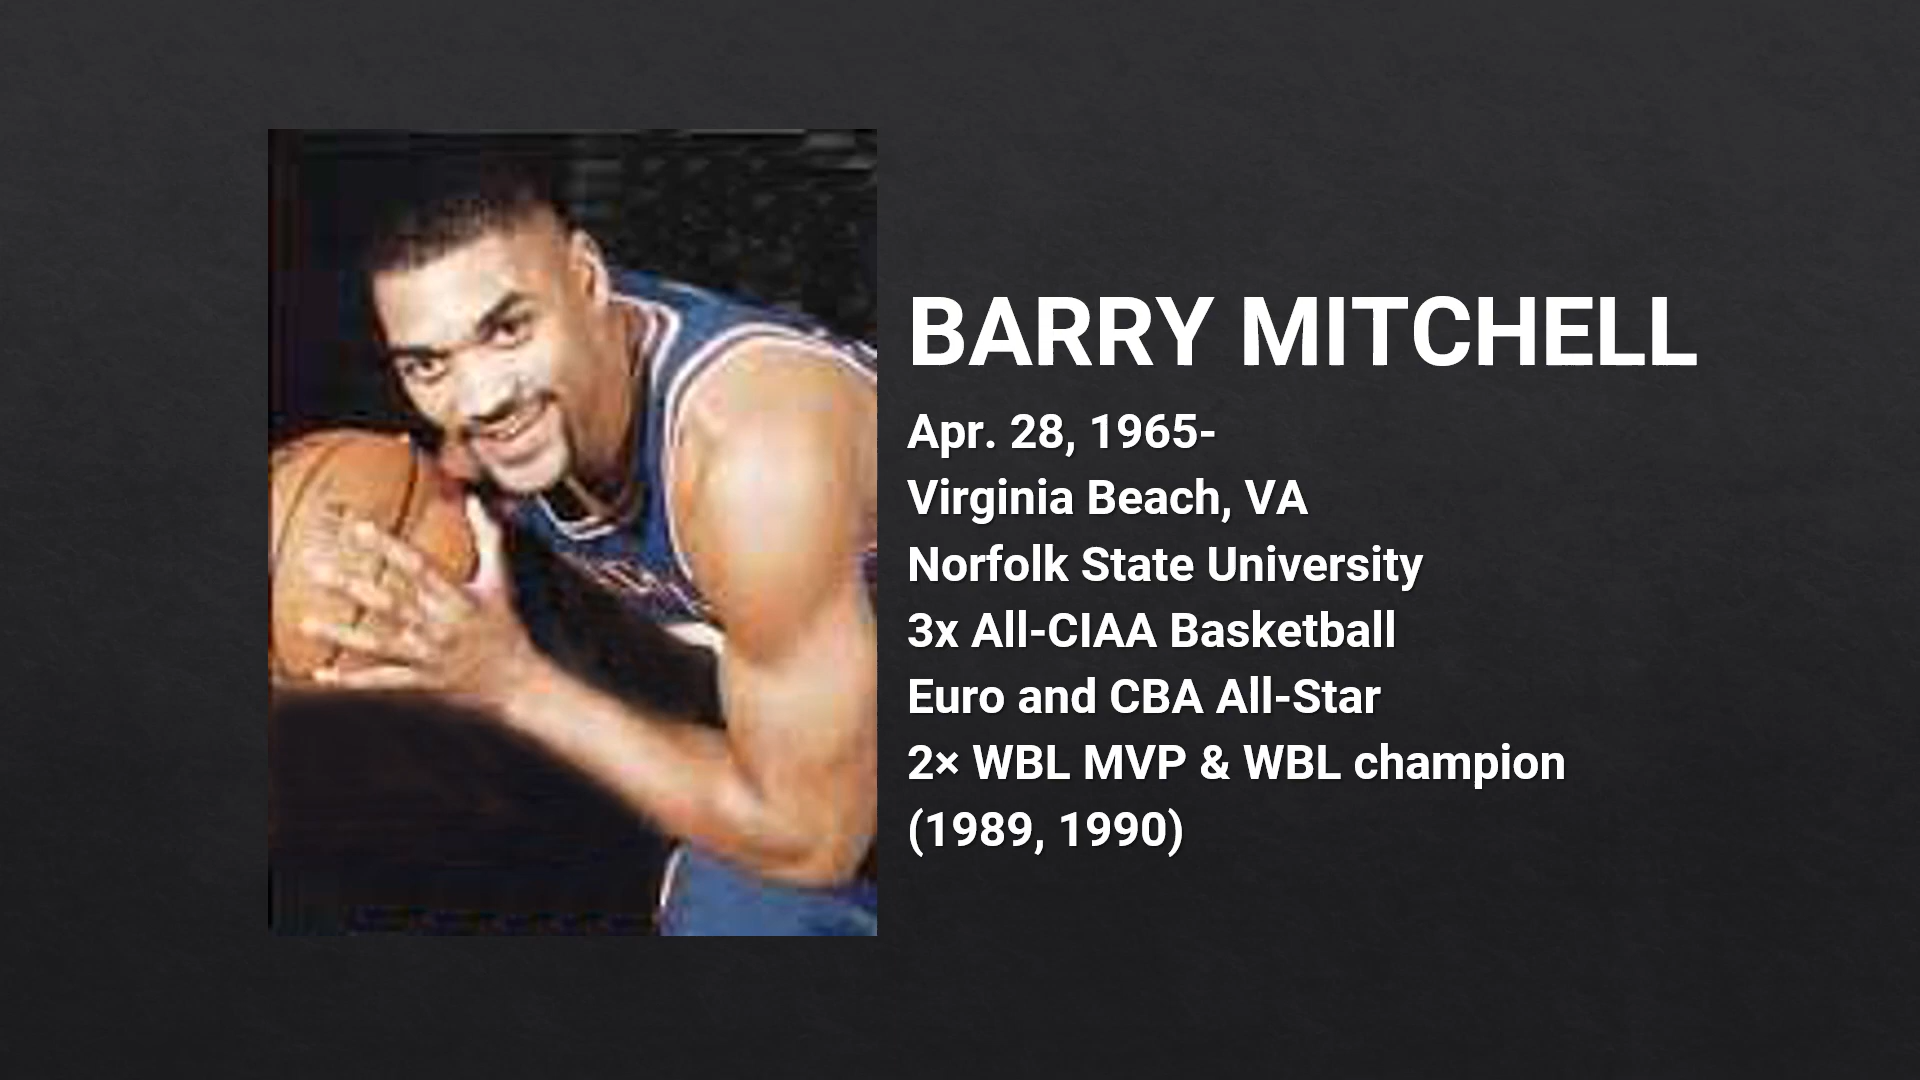 BARRY MITCHELL
Apr. 28, 1965-
Virginia Beach, VA
Norfolk State University
3x All-CIAA Basketball
Euro and CBA All-Star
2× WBL MVP & WBL champion
(1989, 1990)